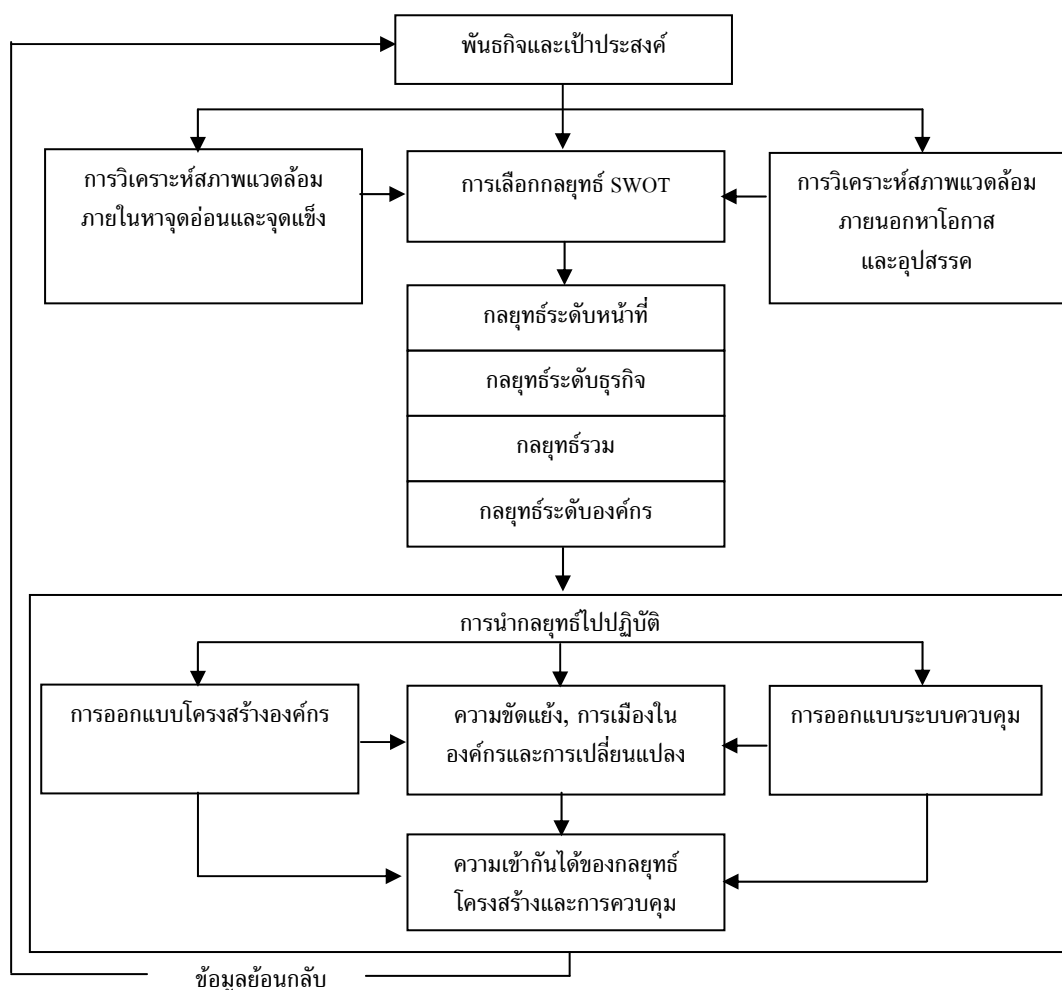 พันธกิจและเป้าประสงค์
การวิเคราะห์สภาพแวดล้อม
ภายในหาจุดอ่อนและจุดแข็ง
การเลือกกลยุทธ์ SWOT
การวิเคราะห์สภาพแวดล้อม
ภายนอกหาโอกาส
และอุปสรรค
กลยุทธ์ระดับหน้าที่
กลยุทธ์ระดับธุรกิจ
กลยุทธ์รวม
กลยุทธ์ระดับองค์กร
การนำกลยุทธ์ไปปฏิบัติ
การออกแบบโครงสร้างองค์กร
ความขัดแย้ง, การเมืองใน
องค์กรและการเปลี่ยนแปลง
การออกแบบระบบควบคุม
ความเข้ากันได้ของกลยุทธ์
โครงสร้างและการควบคุม
ข้อมูลย้อนกลับ